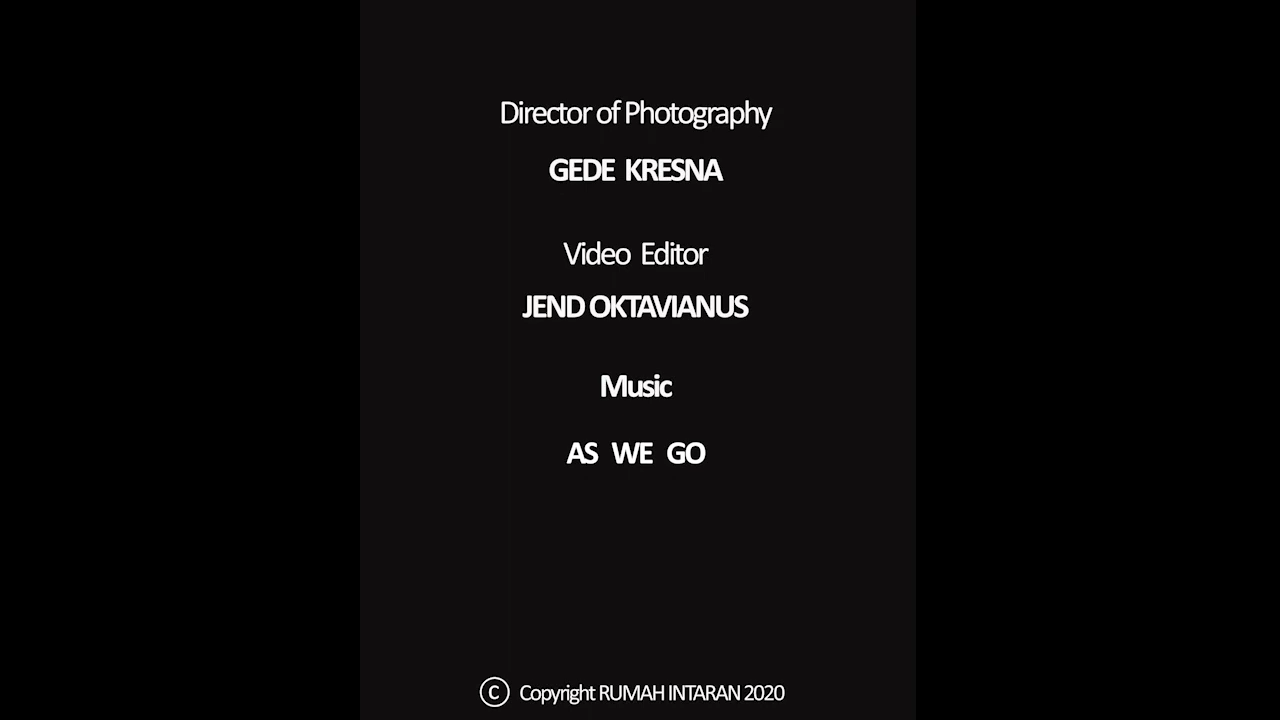 Director of Photography
GEDE KRESNA
Video Editor
JEND OKTAVIANUS
Music
AS WE GO
© Copyright RUMAH INTARAN 2020